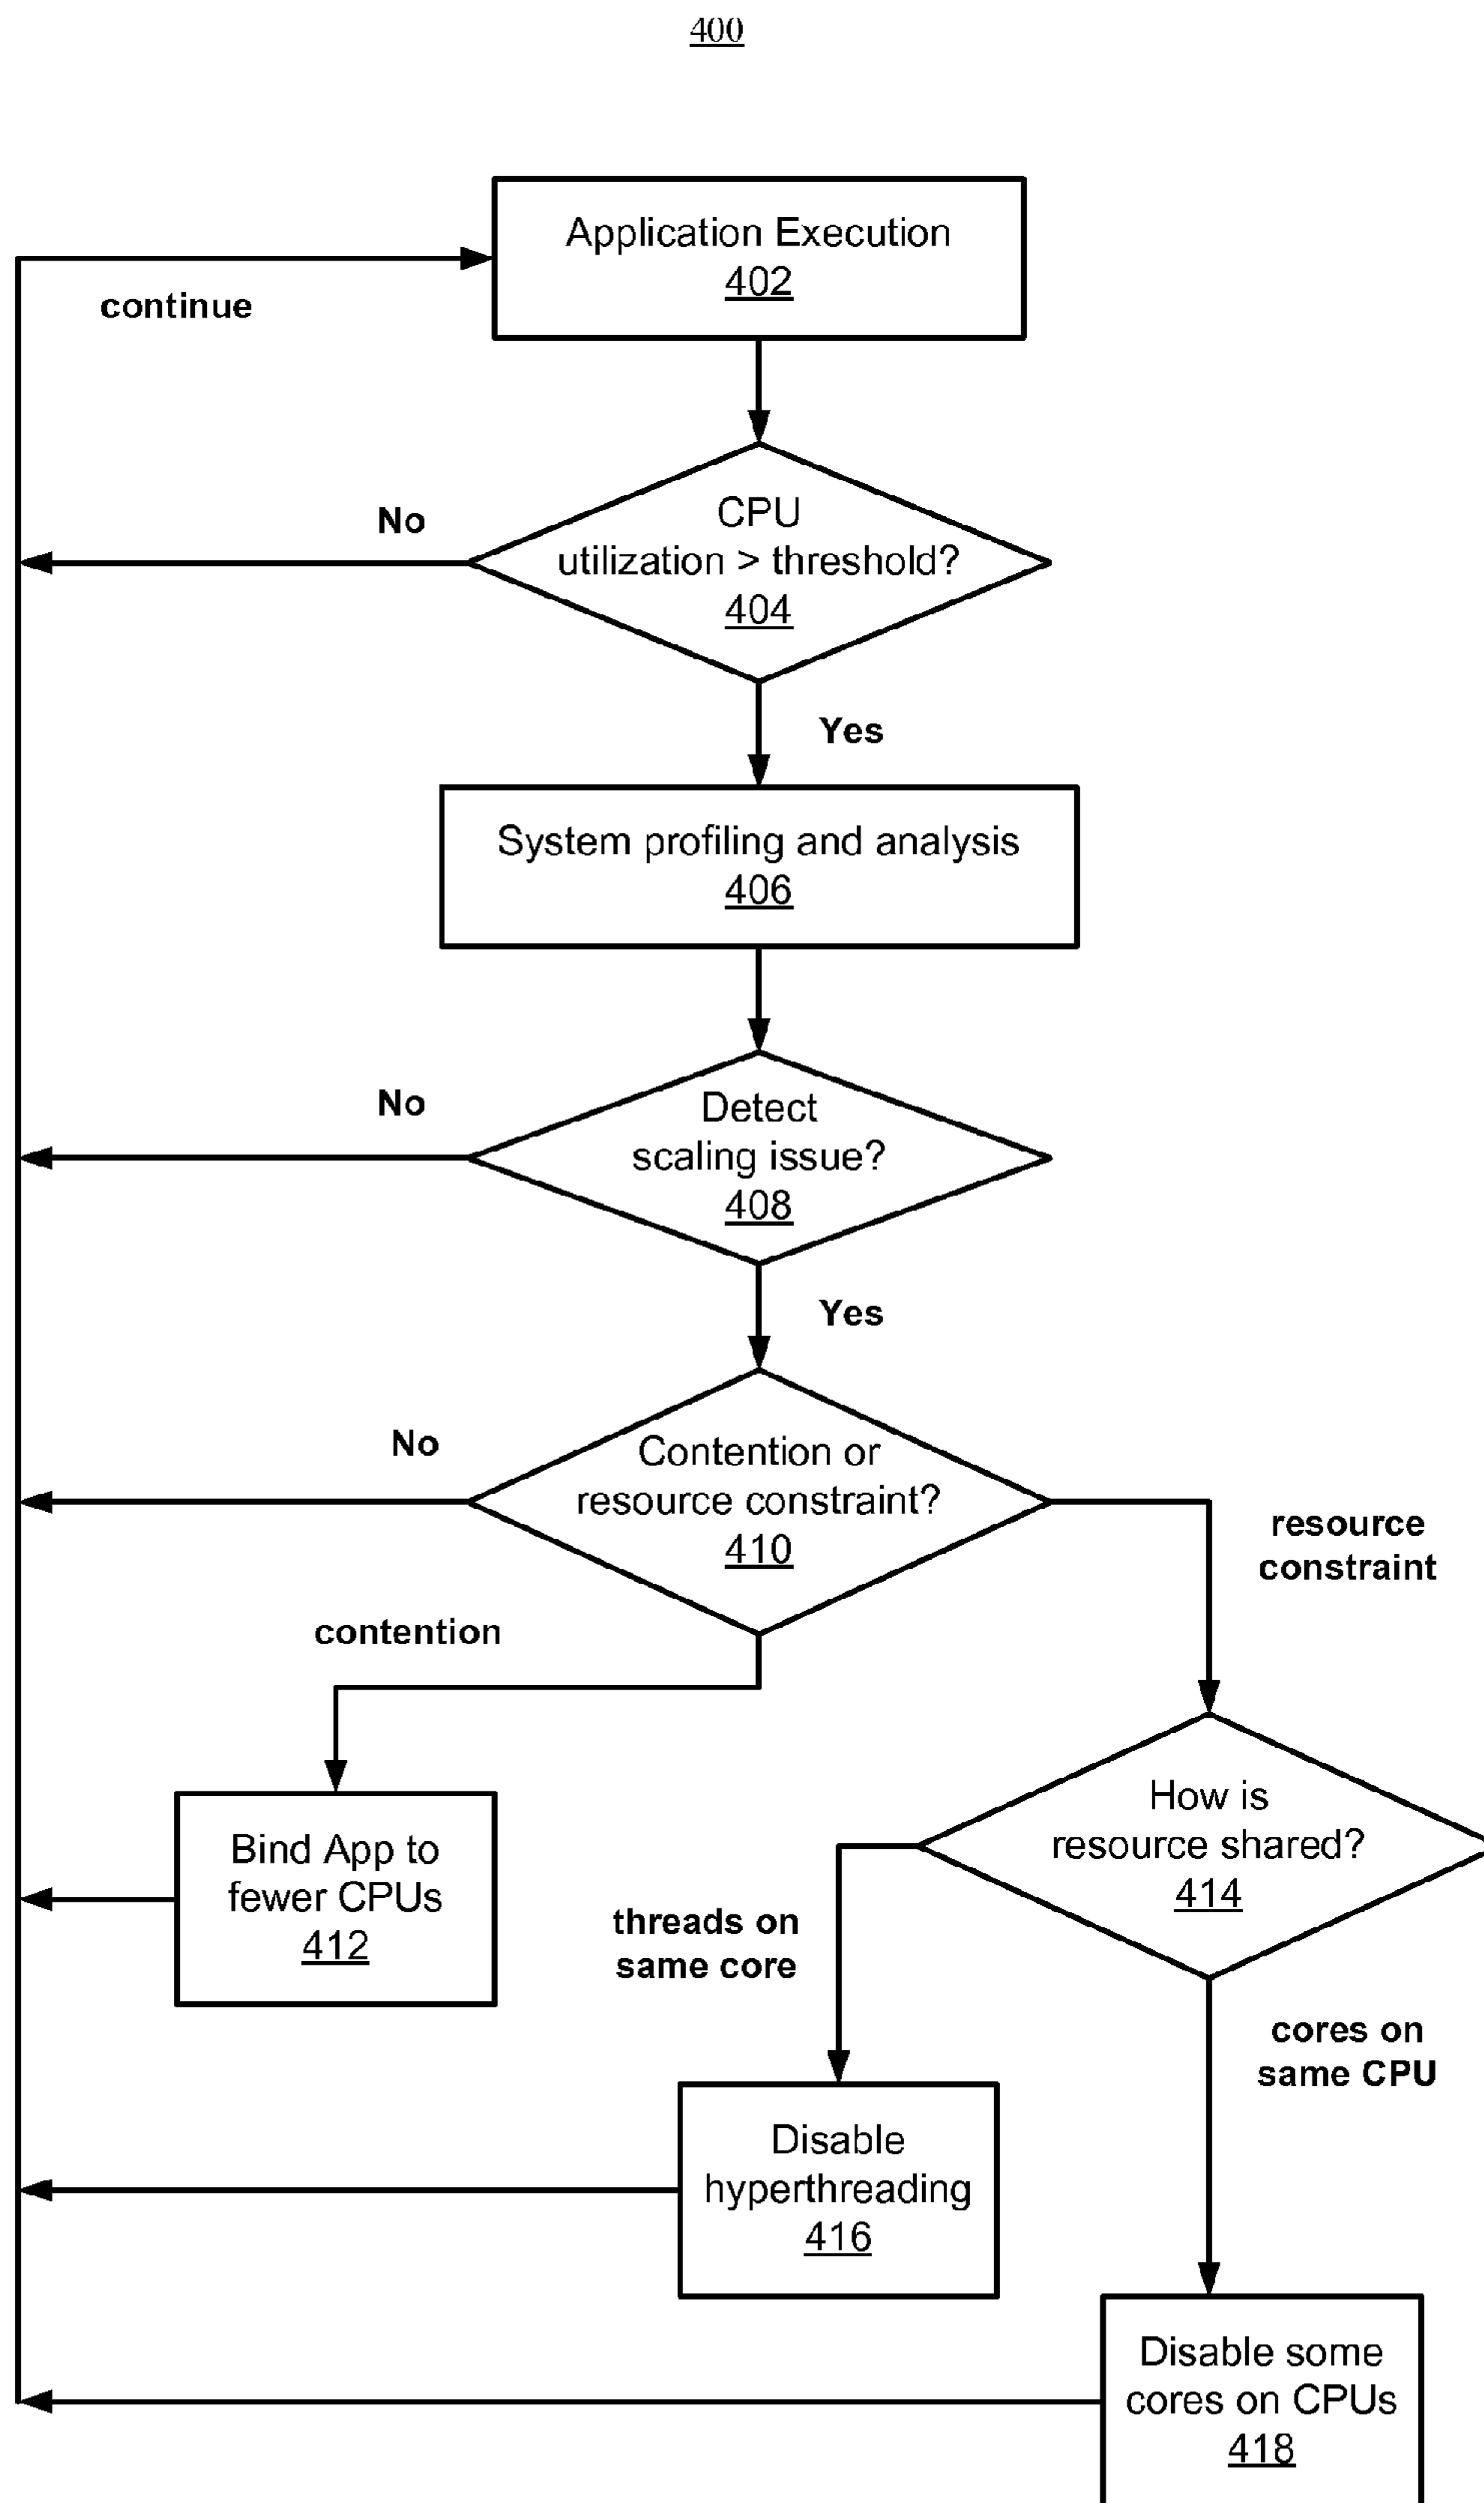 400
Application Execution
402
continue
CPU
utilization > threshold?
404
No
Yes
System profiling and analysis
406
Detect
scaling issue?
408
No
Yes
Contention or
resource constraint?
410
No
resource
constraint
contention
How is
resource shared?
414
Bind App to
fewer CPUs
412
threads on
same core
cores on
same CPU
Disable
hyperthreading
416
Disable some
cores on CPUs
418